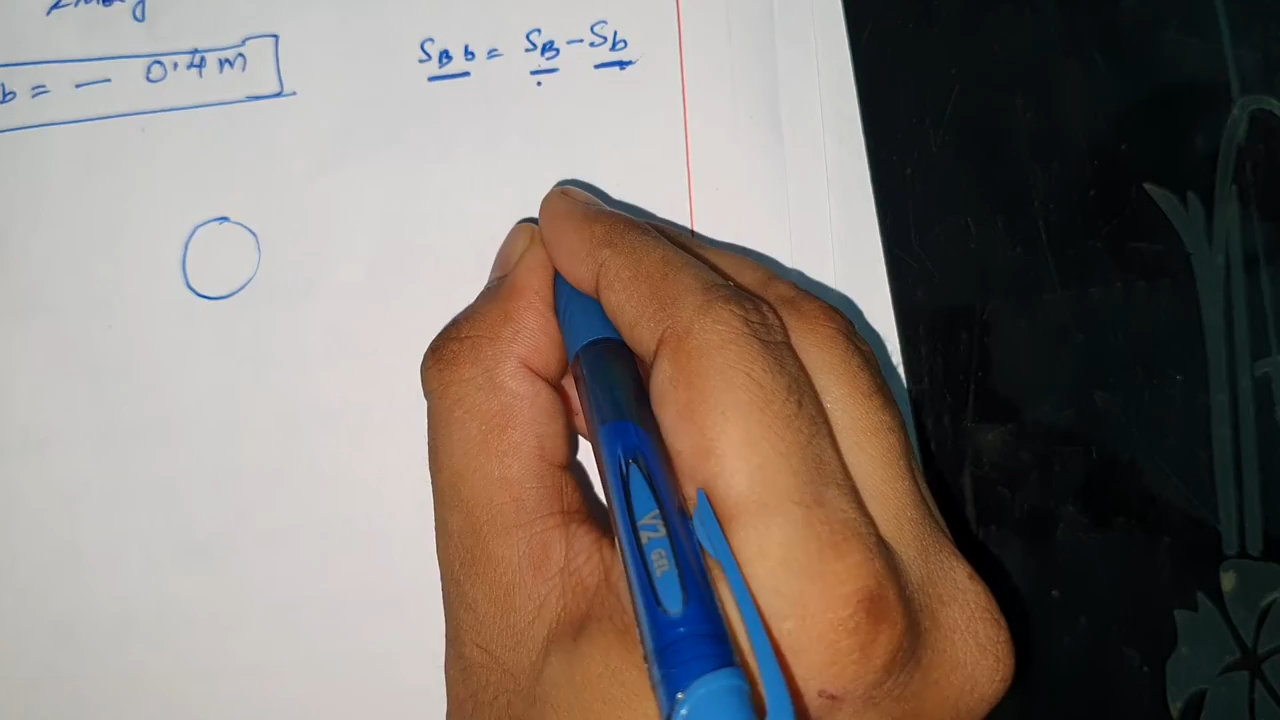 b = - 0.4 m
S_Bb = S_B - S_b
V2 GEL